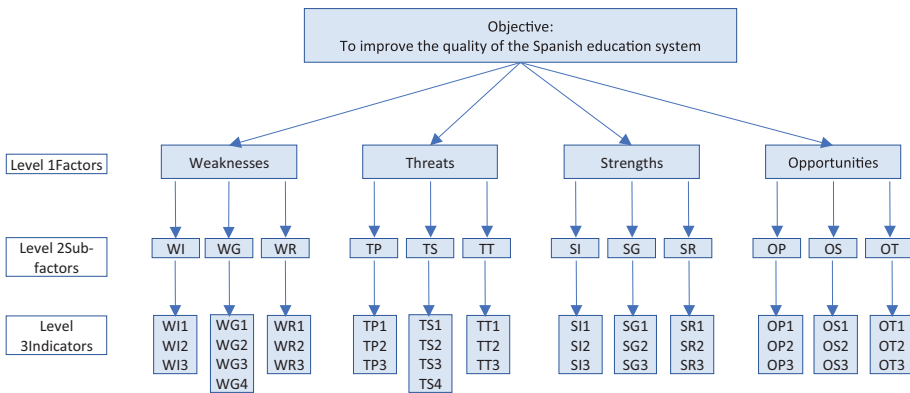 Objective:
To improve the quality of the Spanish education system
Level 1Factors
Weaknesses
Threats
Strengths
Opportunities
Level 2Sub-
factors
WI
WG
WR
TP
TS
TT
SI
SG
SR
OP
OS
OT
Level
3Indicators
WI1
WI2
WI3
WG1
WG2
WG3
WG4
WR1
WR2
WR3
TP1
TP2
TP3
TS1
TS2
TS3
TS4
TT1
TT2
TT3
SI1
SI2
SI3
SG1
SG2
SG3
SR1
SR2
SR3
OP1
OP2
OP3
OS1
OS2
OS3
OT1
OT2
OT3